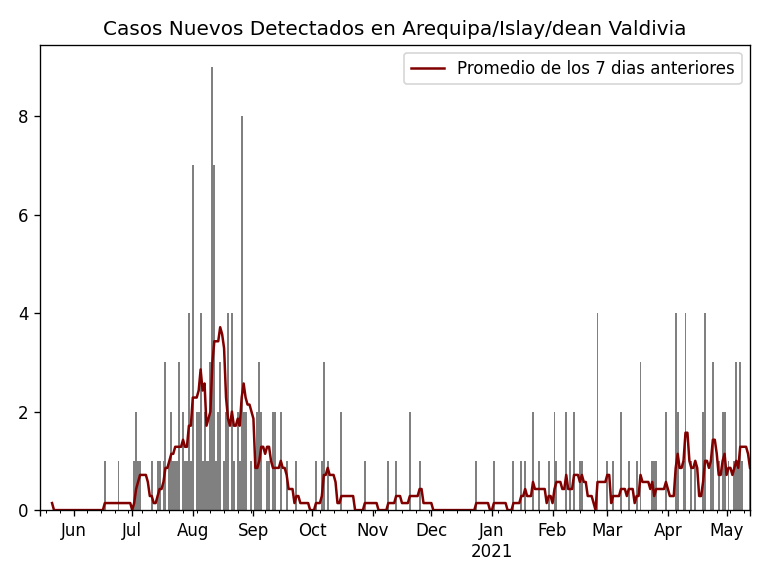 Casos Nuevos Detectados en Arequipa/Islay/dean Valdivia
Promedio de los 7 dias anteriores
8
6
4
2
0
Jun Jul Aug Sep Oct Nov Dec Jan Feb Mar Apr May
2021